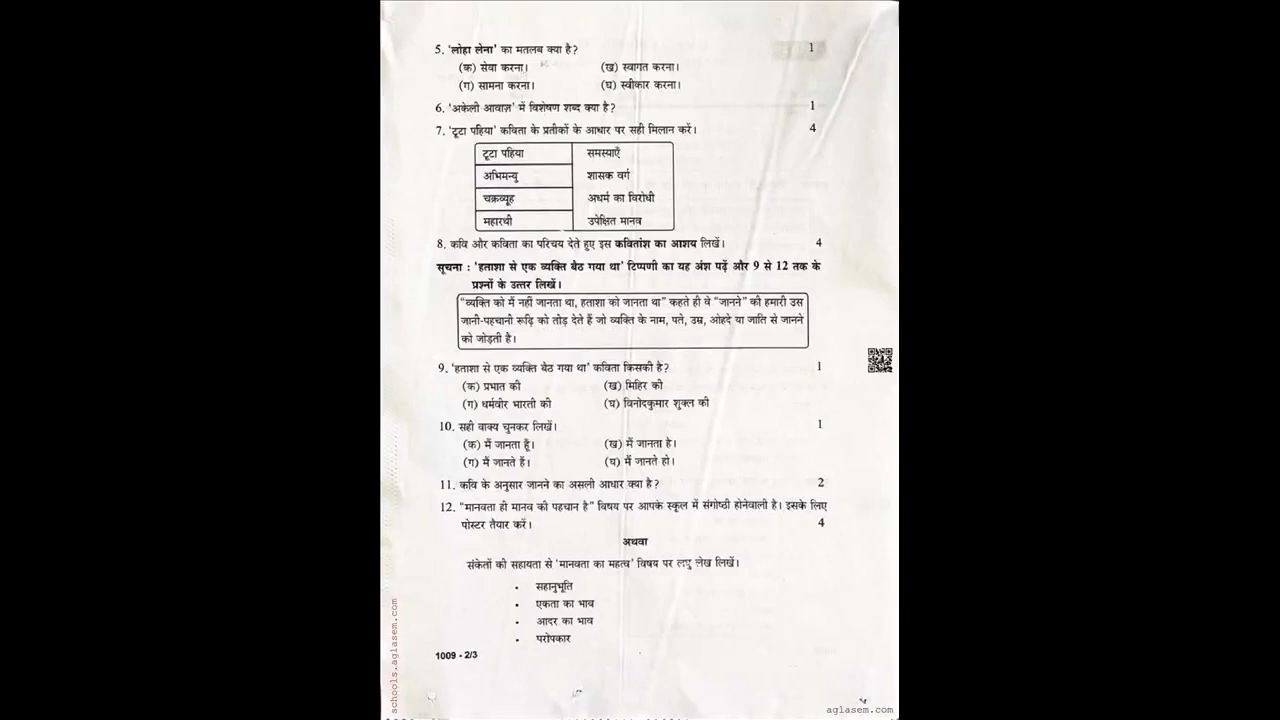 5. 'लोहा लेना' का मतलब क्या है? 1
(क) सेवा करना। (ख) स्वागत करना।
(ग) सामना करना। (घ) स्वीकार करना।
6. 'अकेली आवाज़' में विशेषण शब्द क्या है? 1
7. 'टूटा पहिया' कविता के प्रतीकों के आधार पर सही मिलान करें। 4
टूटा पहिया समस्याएँ
अभिमन्यु शासक वर्ग
चक्रव्यूह अधर्म का विरोधी
महारथी उपेक्षित मानव
8. कवि और कविता का परिचय देते हुए इस कवितांश का आशय लिखें। 4
सूचना : 'हताशा से एक व्यक्ति बैठ गया था' टिप्पणी का यह अंश पढ़ें और 9 से 12 तक के
प्रश्नों के उत्तर लिखें।
"व्यक्ति को मैं नहीं जानता था, हताशा को जानता था" कहते ही वे "जानने" की हमारी उस
जानी-पहचानी रूढ़ि को तोड़ देते हैं जो व्यक्ति के नाम, पते, उम्र, ओहदे या जाति से जानने
को जोड़ती है।
9. 'हताशा से एक व्यक्ति बैठ गया था' कविता किसकी है? 1
(क) प्रभात की (ख) मिहिर की
(ग) धर्मवीर भारती की (घ) विनोदकुमार शुक्ल की
10. सही वाक्य चुनकर लिखें। 1
(क) मैं जानता हूँ। (ख) मैं जानता है।
(ग) मैं जानते हैं। (घ) मैं जानते हो।
11. कवि के अनुसार जानने का असली आधार क्या है? 2
12. "मानवता ही मानव की पहचान है" विषय पर आपके स्कूल में संगोष्ठी होनेवाली है। इसके लिए
पोस्टर तैयार करें। 4
अथवा
संकेतों की सहायता से 'मानवता का महत्व' विषय पर लघु लेख लिखें।
• सहानुभूति
• एकता का भाव
• आदर का भाव
• परोपकार
1009 - 2/3
schools.aglasem.com
aglasem.com